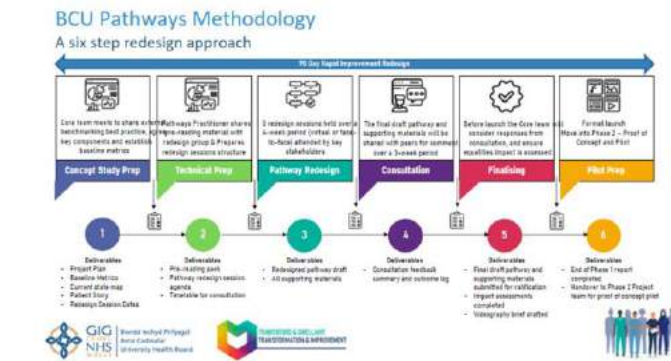 BCU Pathways Methodology
A six step redesign approach
90 Day Rapid Improvement Redesign
Core team meets to share external
benchmarking best practice, agree
key components and establish
baseline metrics
Concept Study Prep
Pathways Practitioner shares
pre-reading material with
redesign group & Prepares
redesign sessions structure
Technical Prep
3 redesign sessions held over a
4-week period (virtual or face-
to-face) attended by key
stakeholders
Pathway Redesign
The final draft pathway and
supporting materials will be
shared with peers for comment
over a 3-week period
Consultation
Before launch the Core team will
consider responses from
consultation, and ensure
equalities impact is assessed
Finalising
Formal launch
Move into Phase 2 – Proof of
Concept and Pilot
Pilot Prep
1
2
3
4
5
6
Deliverables
- Project Plan
- Baseline Metrics
- Current state map
- Patient Story
- Redesign Session Dates
Deliverables
- Pre-reading pack
- Pathway redesign session
agenda
- Timetable for consultation
Deliverables
- Redesigned pathway draft
- All supporting materials
Deliverables
- Consultation feedback
summary and outcome log
Deliverables
- Final draft pathway and
supporting materials
submitted for ratification
- Impact assessments
completed
- Videography brief drafted
Deliverables
- End of Phase 1 report
completed
- Handover to Phase 2 Project
team for proof of concept pilot
GIG
NHS
Bwrdd Iechyd Prifysgol
Betsi Cadwaladr
University Health Board
TRANSFORMATION & IMPROVEMENT